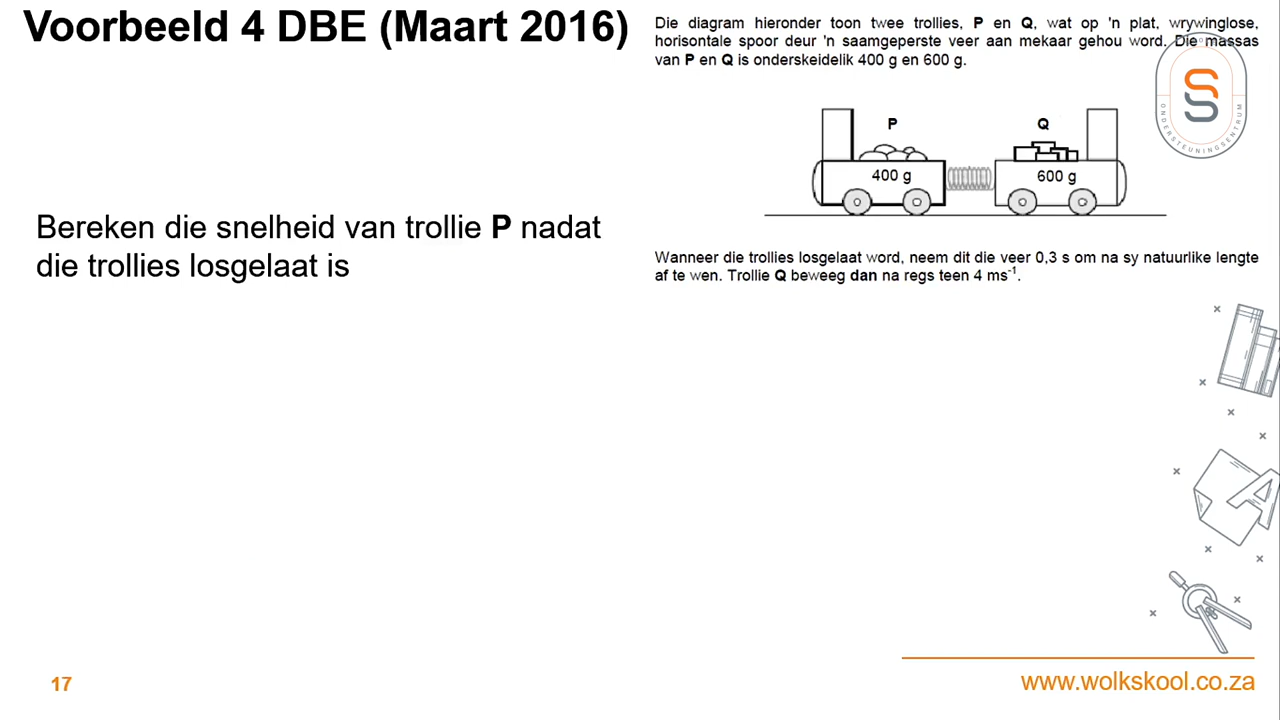 Voorbeeld 4 DBE (Maart 2016)
Bereken die snelheid van trollie P nadat
die trollies losgelaat is
Die diagram hieronder toon twee trollies, P en Q, wat op 'n plat, wrywinglose,
horisontale spoor deur 'n saamgeperste veer aan mekaar gehou word. Die massas
van P en Q is onderskeidelik 400 g en 600 g.
P
Q
400 g
600 g
ONDERSTEUNINGSENTRUM
Wanneer die trollies losgelaat word, neem dit die veer 0,3 s om na sy natuurlike lengte
af te wen. Trollie Q beweeg dan na regs teen 4 ms⁻¹.
17
www.wolkskool.co.za